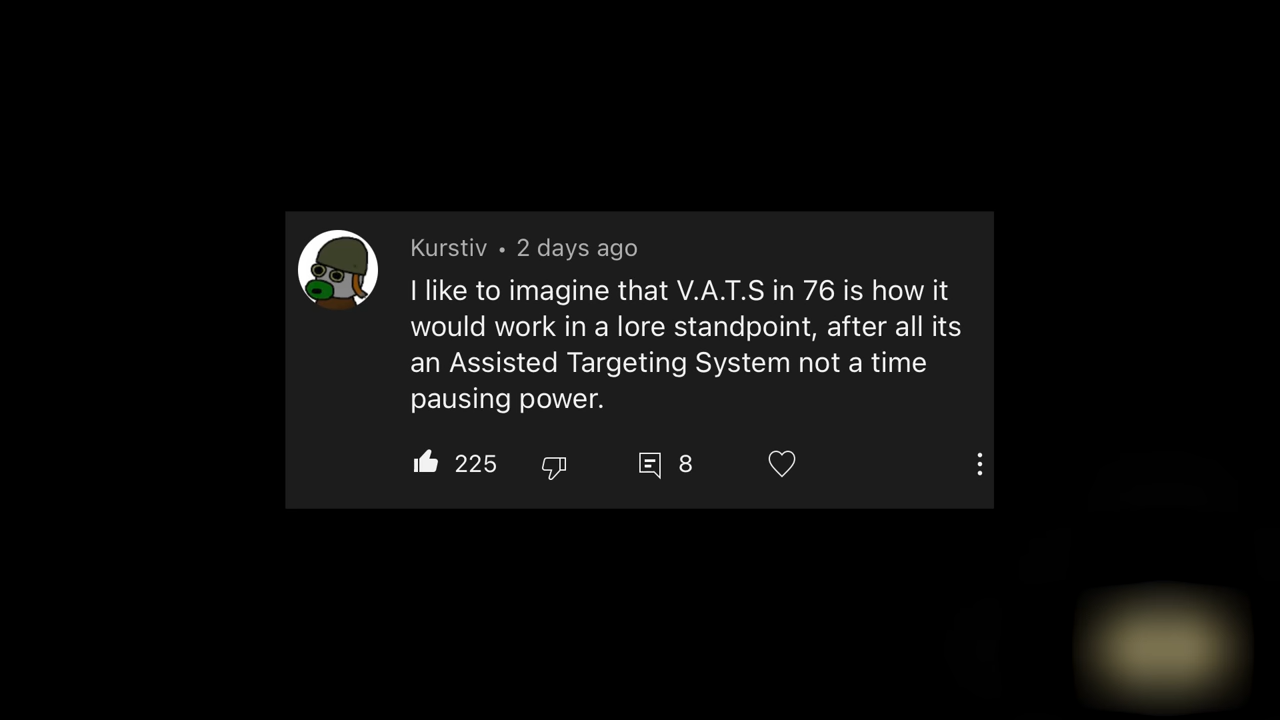 Kurstiv • 2 days ago
I like to imagine that V.A.T.S in 76 is how it
would work in a lore standpoint, after all its
an Assisted Targeting System not a time
pausing power.
225 8